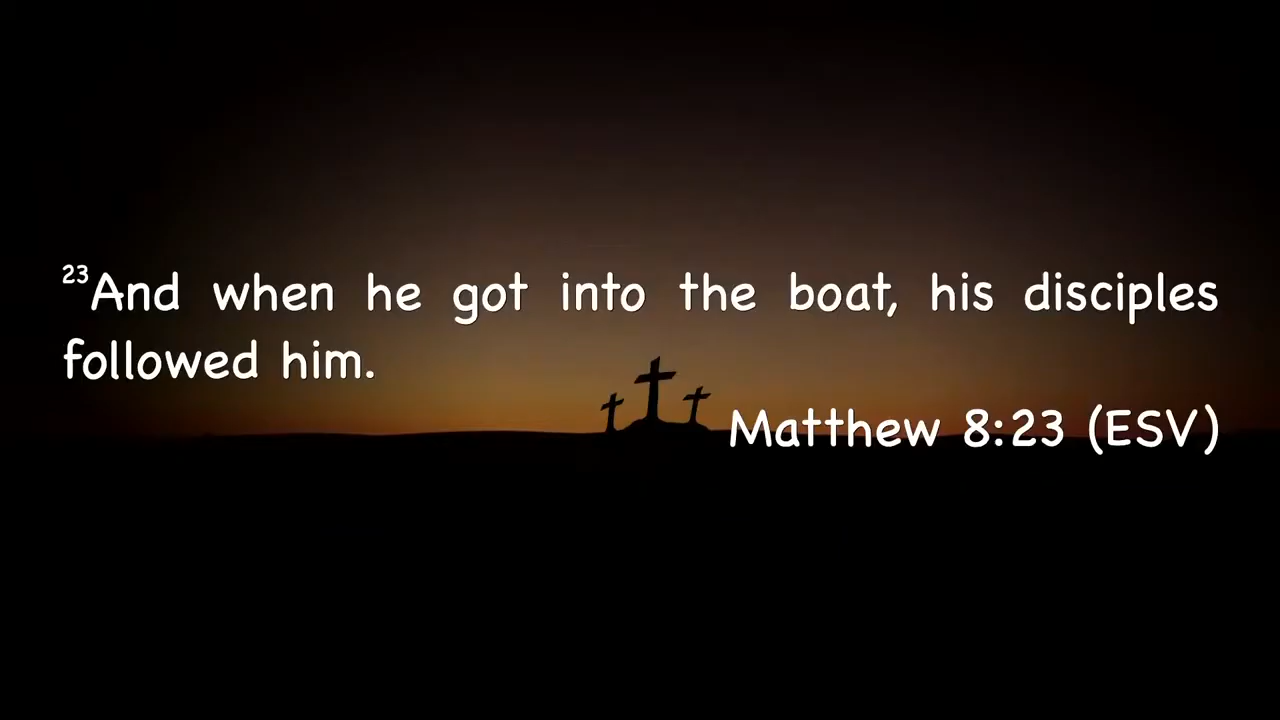 23And when he got into the boat, his disciples
followed him.
Matthew 8:23 (ESV)